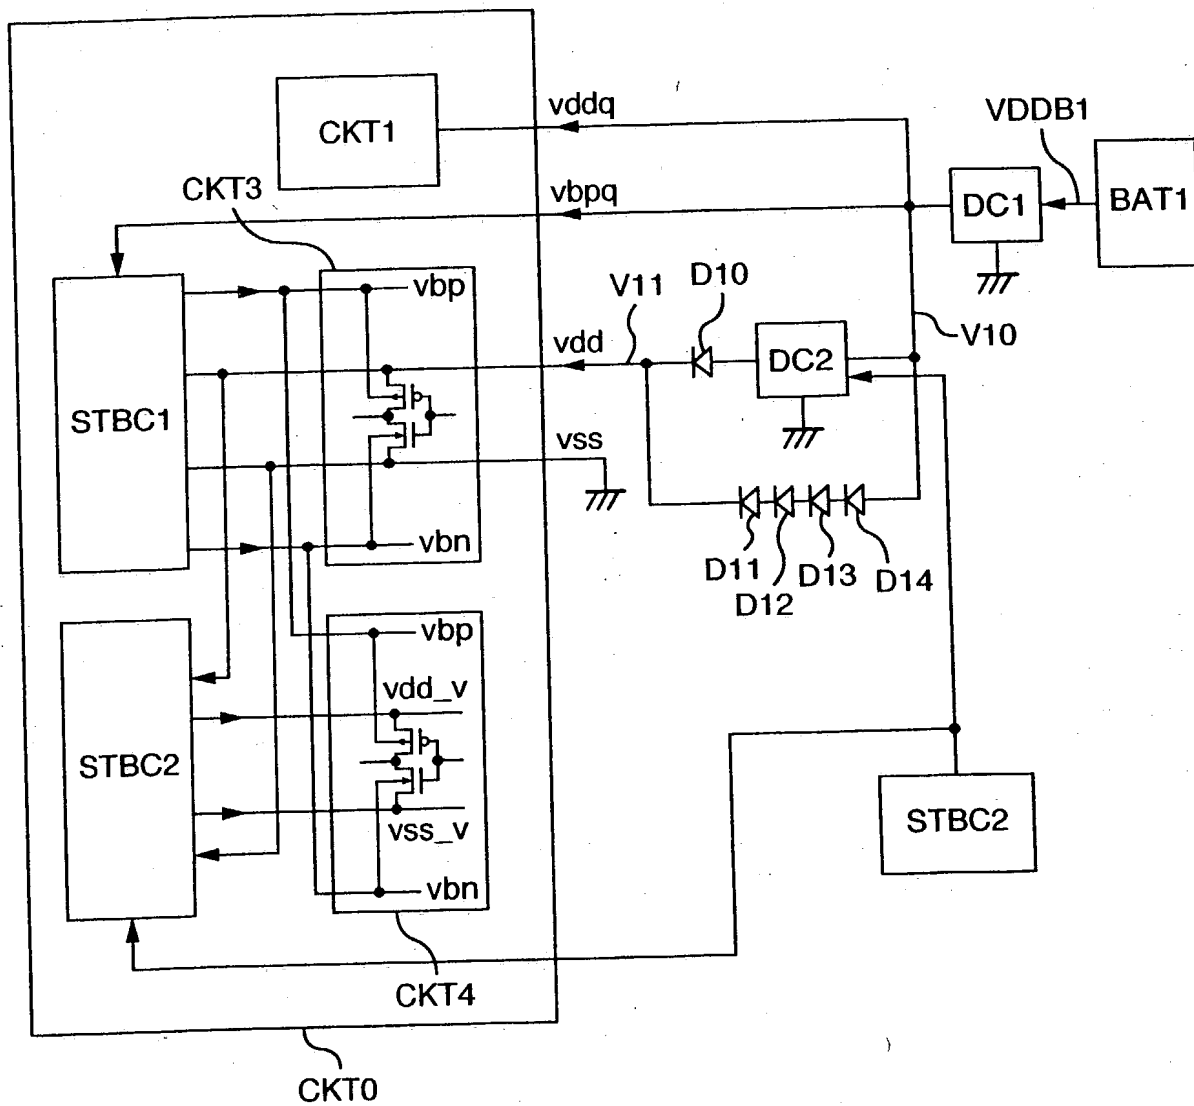 vddq
VDDB1
CKT1
CKT3
vbpq
DC1
BAT1
vbp
V11
D10
V10
vdd
DC2
STBC1
vss
vbn
D11
D12
D13
D14
vbp
vdd_v
STBC2
STBC2
vss_v
vbn
CKT4
CKT0